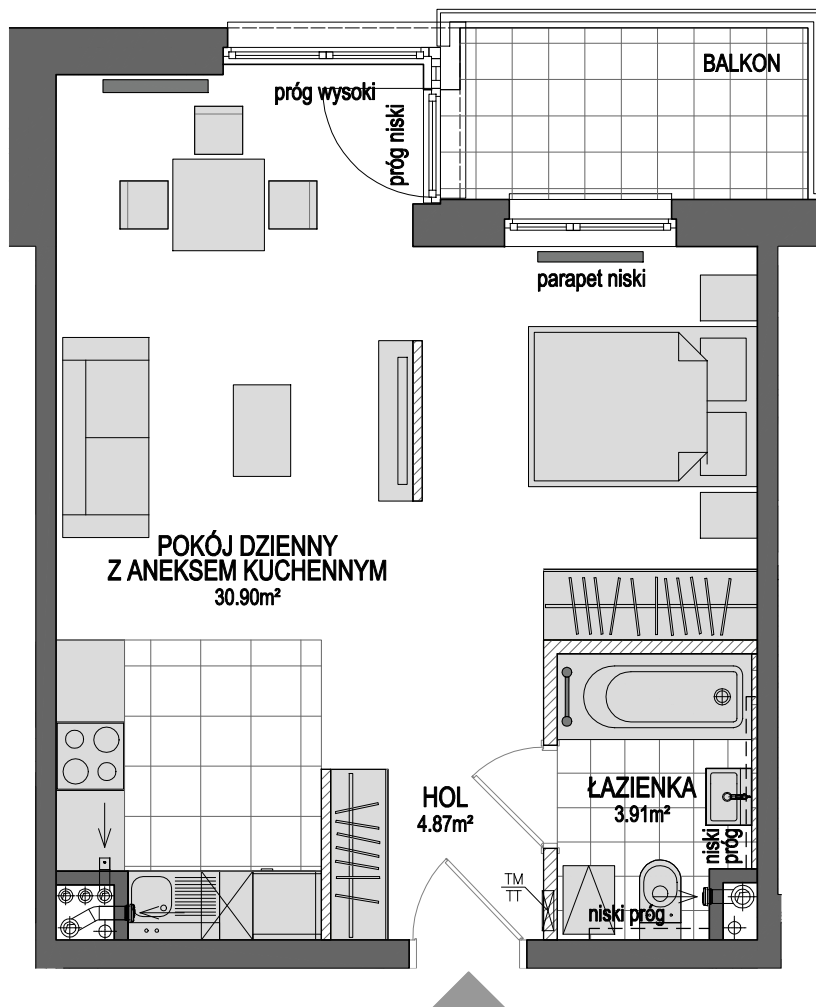 BALKON
próg wysoki
próg niski
parapet niski
POKÓJ DZIENNY
Z ANEKSEM KUCHENNYM
30.90m²
HOL
4.87m²
ŁAZIENKA
3.91m²
niski
próg
TM
TT
niski próg